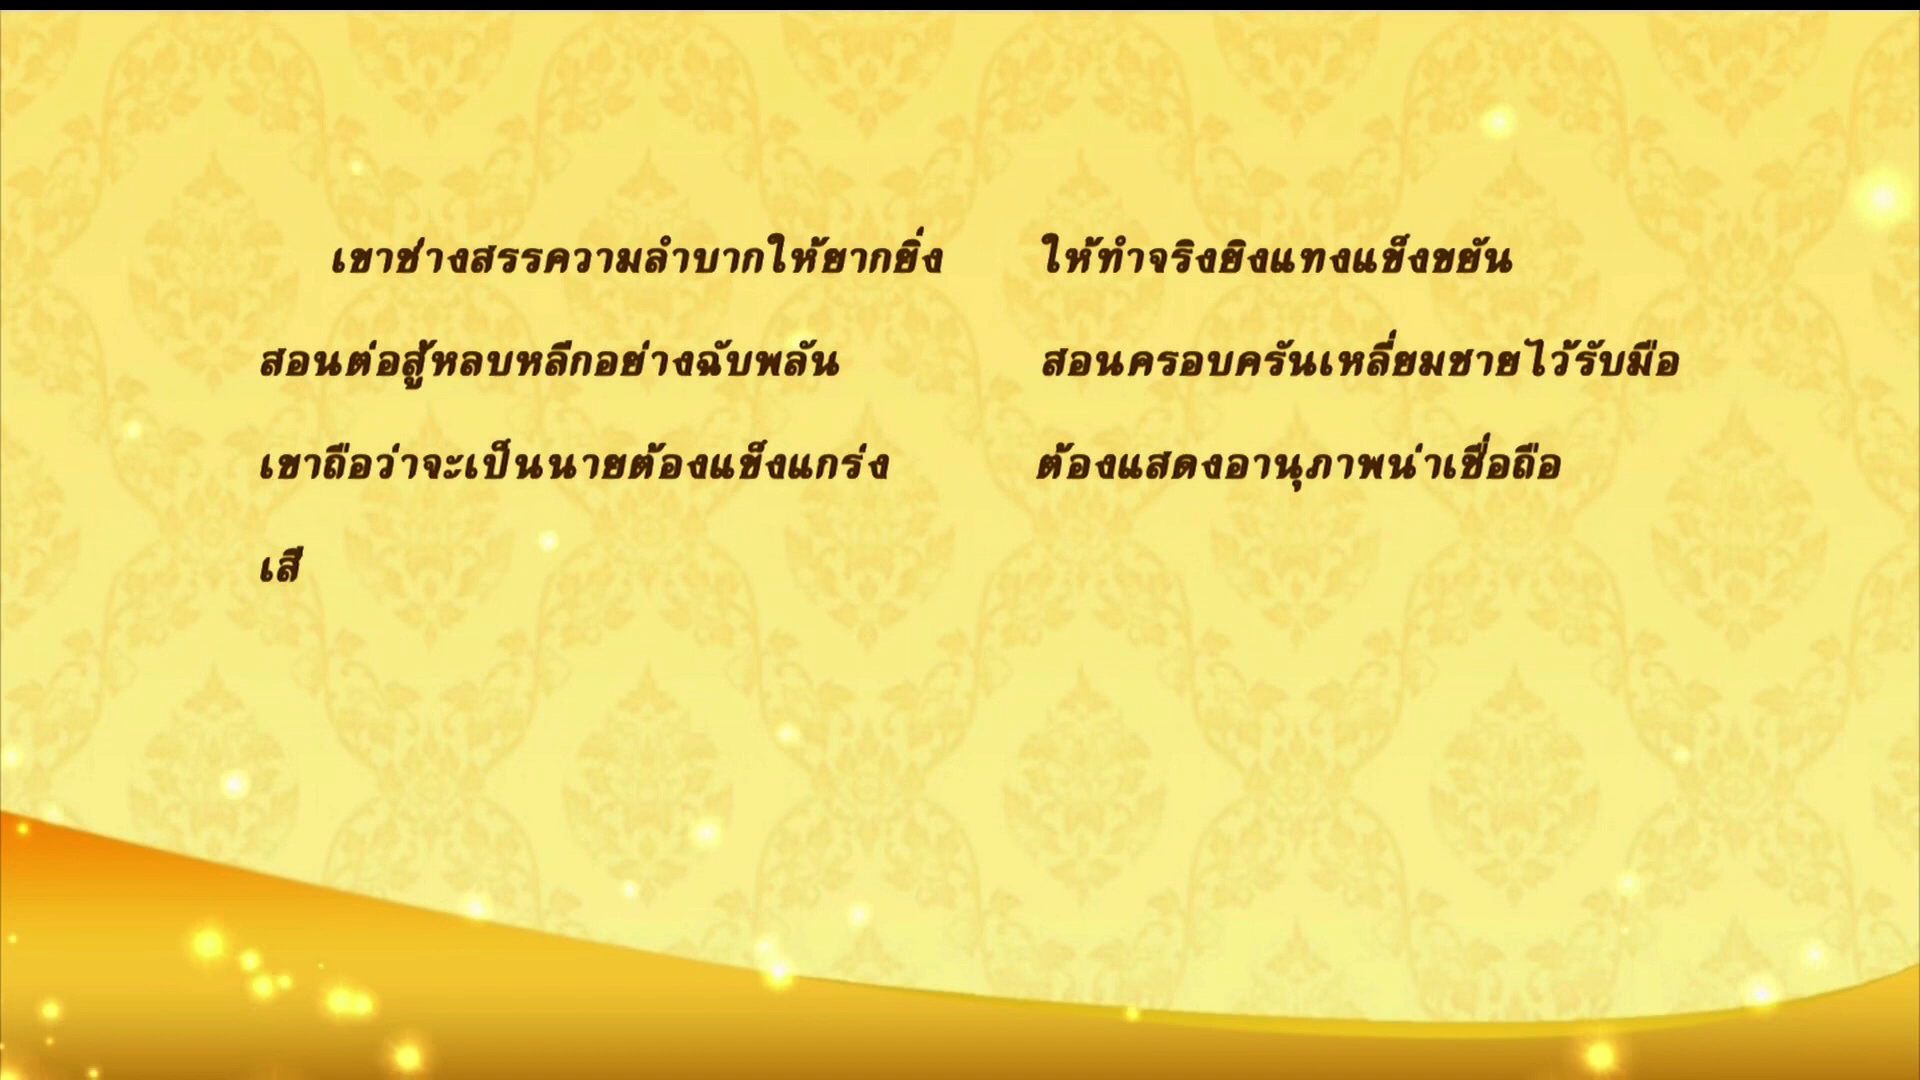 เขาช่างสรรความลำบากให้ยากยิ่ง ให้ทำจริงยิงแทงแข็งขยัน
สอนต่อสู้หลบหลีกอย่างฉับพลัน สอนครอบครันเหลี่ยมชายไว้รับมือ
เขาถือว่าจะเป็นนายต้องแข็งแกร่ง ต้องแสดงอานุภาพน่าเชื่อถือ
เสี